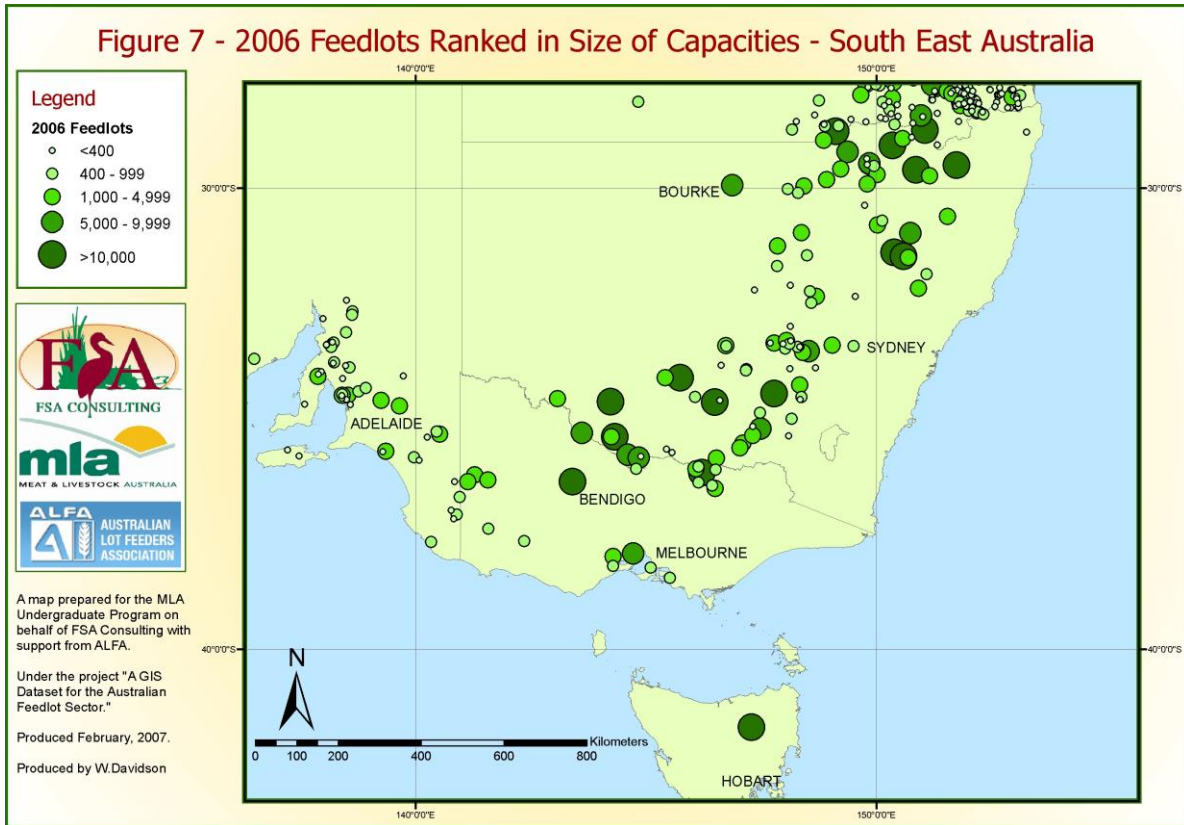 Figure 7 - 2006 Feedlots Ranked in Size of Capacities - South East Australia
Legend
2006 Feedlots
<400
400 - 999
1,000 - 4,999
5,000 - 9,999
>10,000
FSA
FSA CONSULTING
mla
MEAT & LIVESTOCK AUSTRALIA
ALFA
AUSTRALIAN
LOT FEEDERS
ASSOCIATION
A map prepared for the MLA
Undergraduate Program on
behalf of FSA Consulting with
support from ALFA.
Under the project "A GIS
Dataset for the Australian
Feedlot Sector."
Produced February, 2007.
Produced by W.Davidson
140°0'0"E
150°0'0"E
30°0'0"S
30°0'0"S
BOURKE
SYDNEY
ADELAIDE
BENDIGO
MELBOURNE
40°0'0"S
40°0'0"S
N
Kilometers
0 100 200 400 600 800
HOBART
140°0'0"E
150°0'0"E